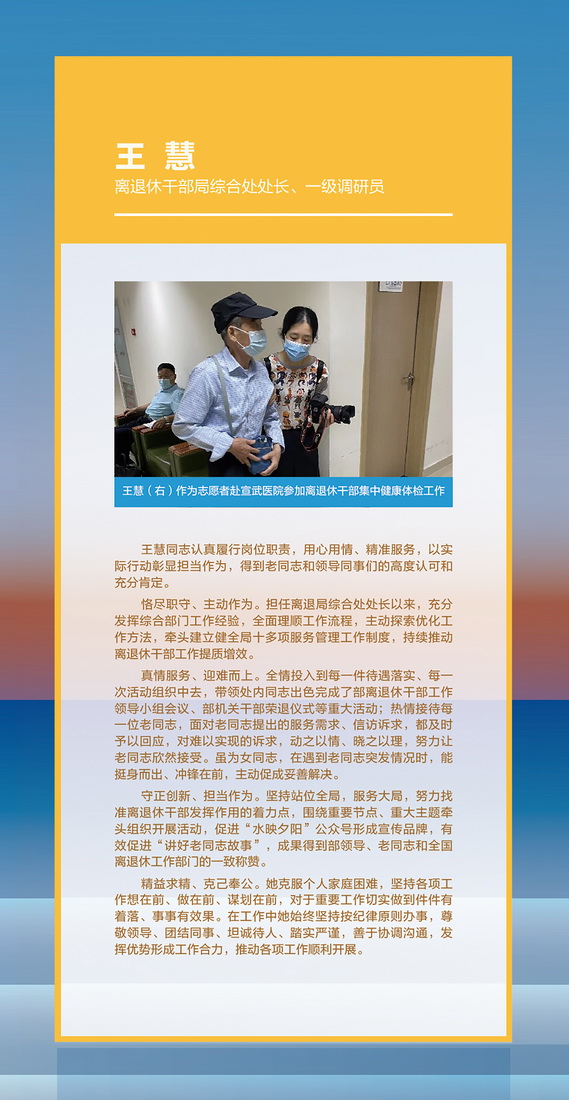 王 慧
离退休干部局综合处处长、一级调研员
王慧（右）作为志愿者赴宣武医院参加离退休干部集中健康体检工作
王慧同志认真履行岗位职责，用心用情、精准服务，以实
际行动彰显担当作为，得到老同志和领导同事们的高度认可和
充分肯定。
恪尽职守、主动作为。担任离退局综合处处长以来，充分
发挥综合部门工作经验，全面理顺工作流程，主动探索优化工
作方法，牵头建立健全局十多项服务管理工作制度，持续推动
离退休干部工作提质增效。
真情服务、迎难而上。全情投入到每一件待遇落实、每一
次活动组织中去，带领处内同志出色完成了部离退休干部工作
领导小组会议、部机关干部荣退仪式等重大活动；热情接待每
一位老同志，面对老同志提出的服务需求、信访诉求，都及时
予以回应，对难以实现的诉求，动之以情、晓之以理，努力让
老同志欣然接受。虽为女同志，在遇到老同志突发情况时，能
挺身而出、冲锋在前，主动促成妥善解决。
守正创新、担当作为。坚持站位全局，服务大局，努力找
准离退休干部发挥作用的着力点，围绕重要节点、重大主题牵
头组织开展活动，促进“水映夕阳”公众号形成宣传品牌，有
效促进“讲好老同志故事”，成果得到部领导、老同志和全国
离退休工作部门的一致称赞。
精益求精、克己奉公。她克服个人家庭困难，坚持各项工
作想在前、做在前、谋划在前，对于重要工作切实做到件件有
着落、事事有效果。在工作中她始终坚持按纪律原则办事，尊
敬领导、团结同事、坦诚待人、踏实严谨，善于协调沟通，发
挥优势形成工作合力，推动各项工作顺利开展。